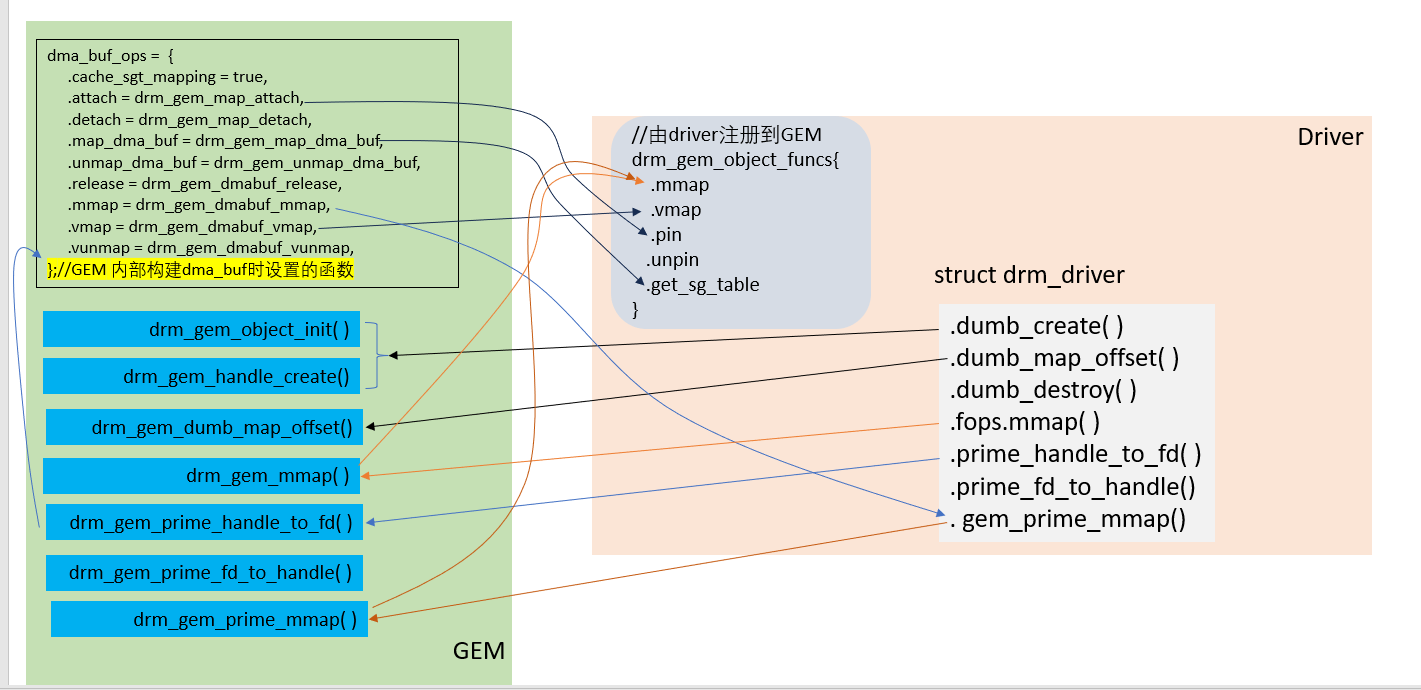 dma_buf_ops = {
.cache_sgt_mapping = true,
.attach = drm_gem_map_attach,
.detach = drm_gem_map_detach,
.map_dma_buf = drm_gem_map_dma_buf,
.unmap_dma_buf = drm_gem_unmap_dma_buf,
.release = drm_gem_dmabuf_release,
.mmap = drm_gem_dmabuf_mmap,
.vmap = drm_gem_dmabuf_vmap,
.vunmap = drm_gem_dmabuf_vunmap,
};//GEM 内部构建dma_buf时设置的函数
drm_gem_object_init( )
drm_gem_handle_create()
drm_gem_dumb_map_offset()
drm_gem_mmap( )
drm_gem_prime_handle_to_fd( )
drm_gem_prime_fd_to_handle( )
drm_gem_prime_mmap( )
GEM
//由driver注册到GEM
drm_gem_object_funcs{
.mmap
.vmap
.pin
.unpin
.get_sg_table
}
Driver
struct drm_driver
.dumb_create( )
.dumb_map_offset( )
.dumb_destroy( )
.fops.mmap( )
.prime_handle_to_fd( )
.prime_fd_to_handle()
. gem_prime_mmap()